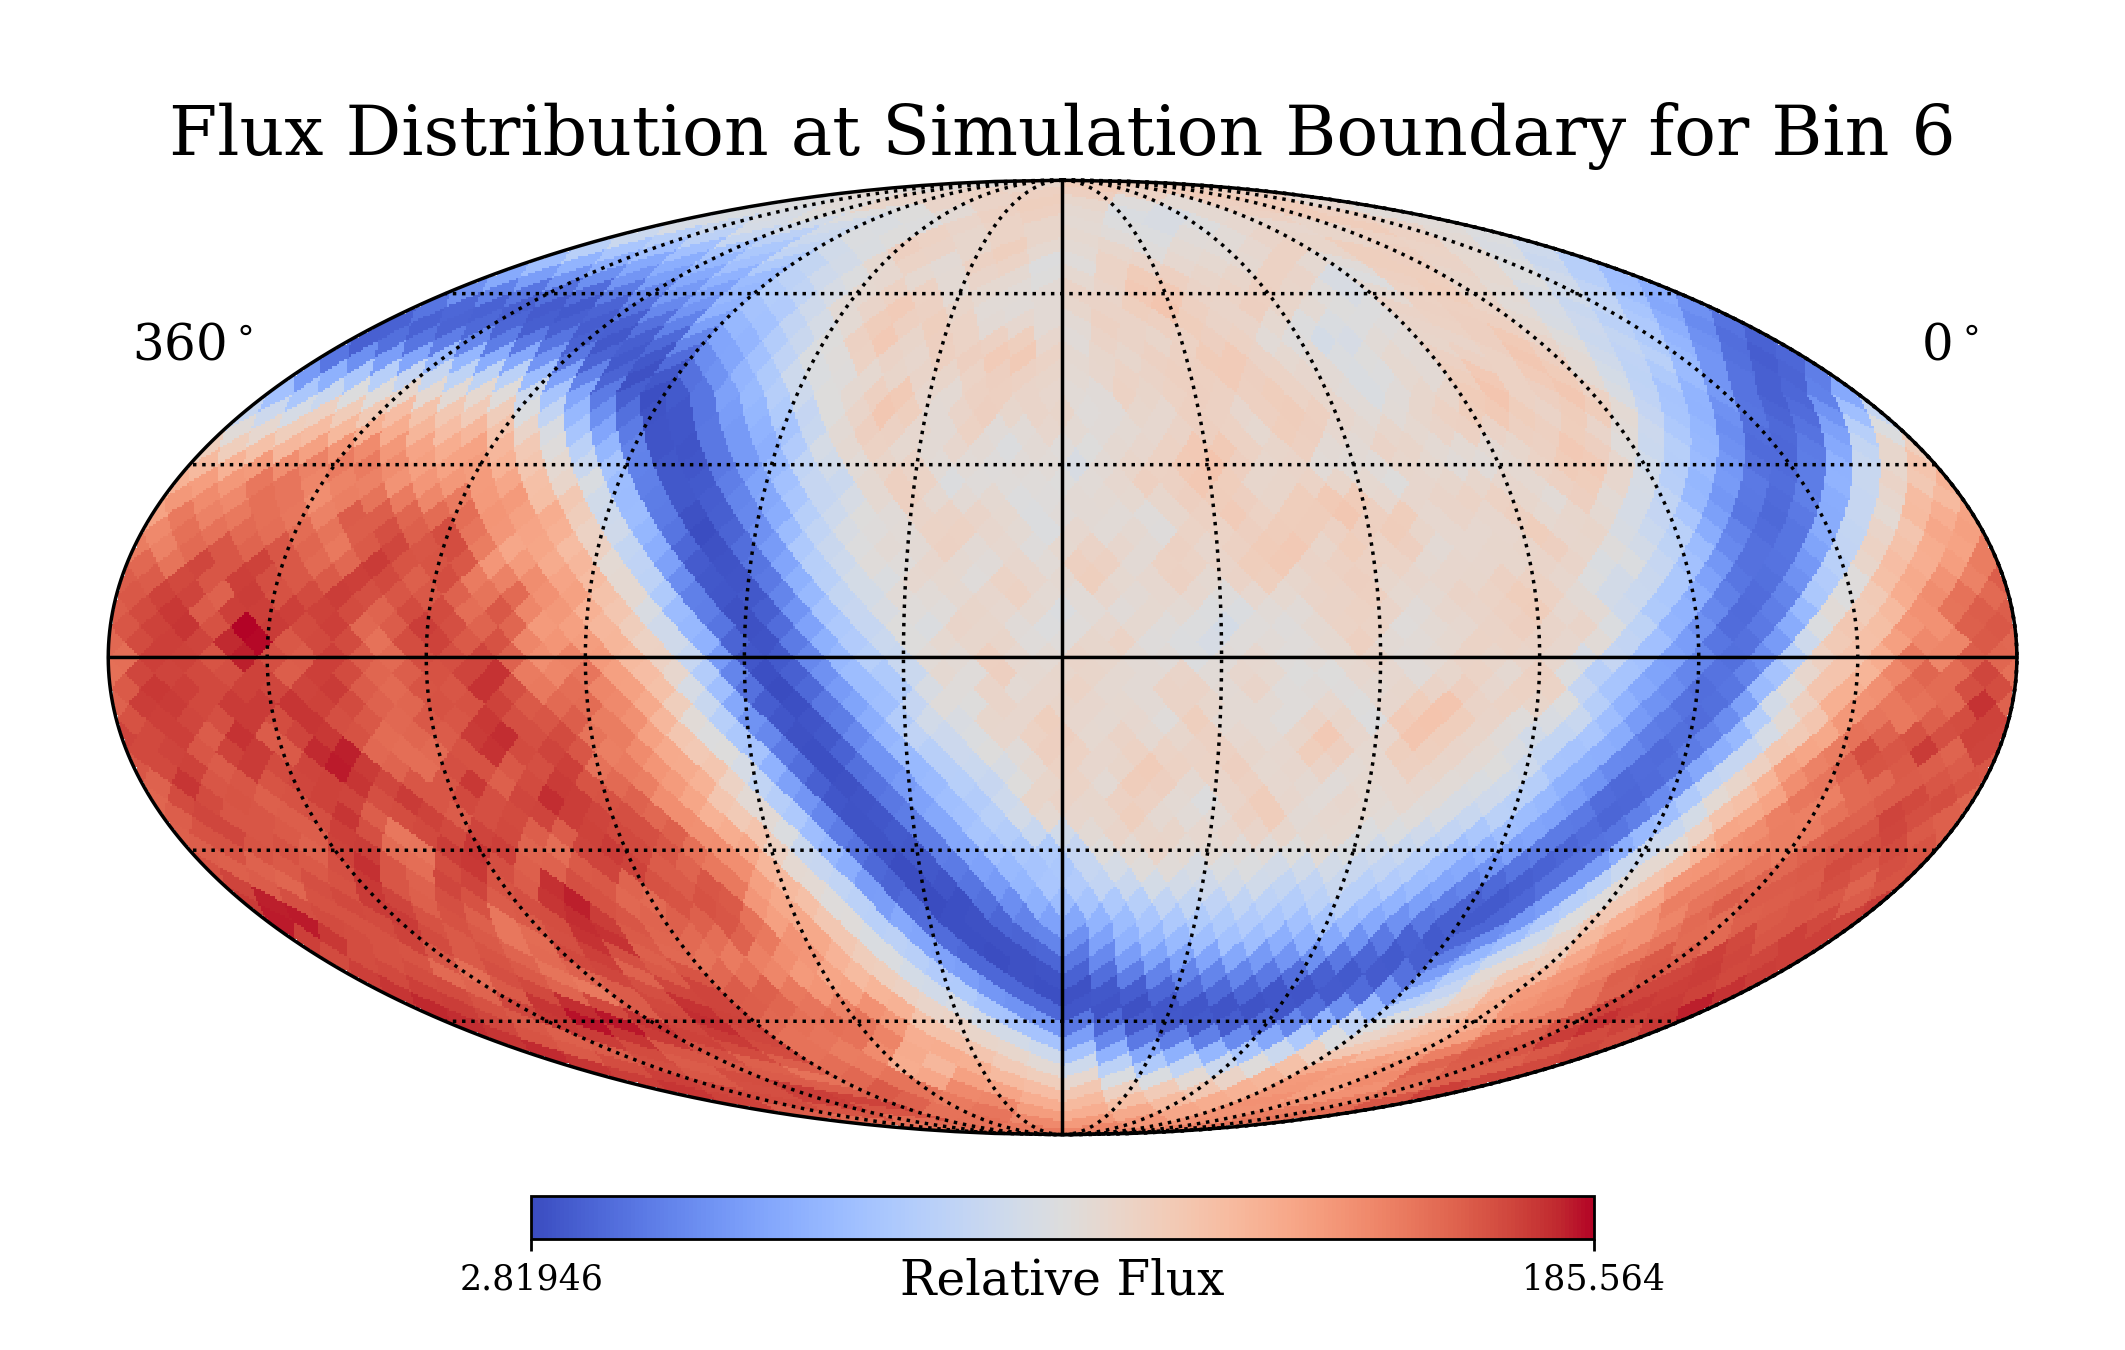 Flux Distribution at Simulation Boundary for Bin 6
360°
0°
2.81946
Relative Flux
185.564